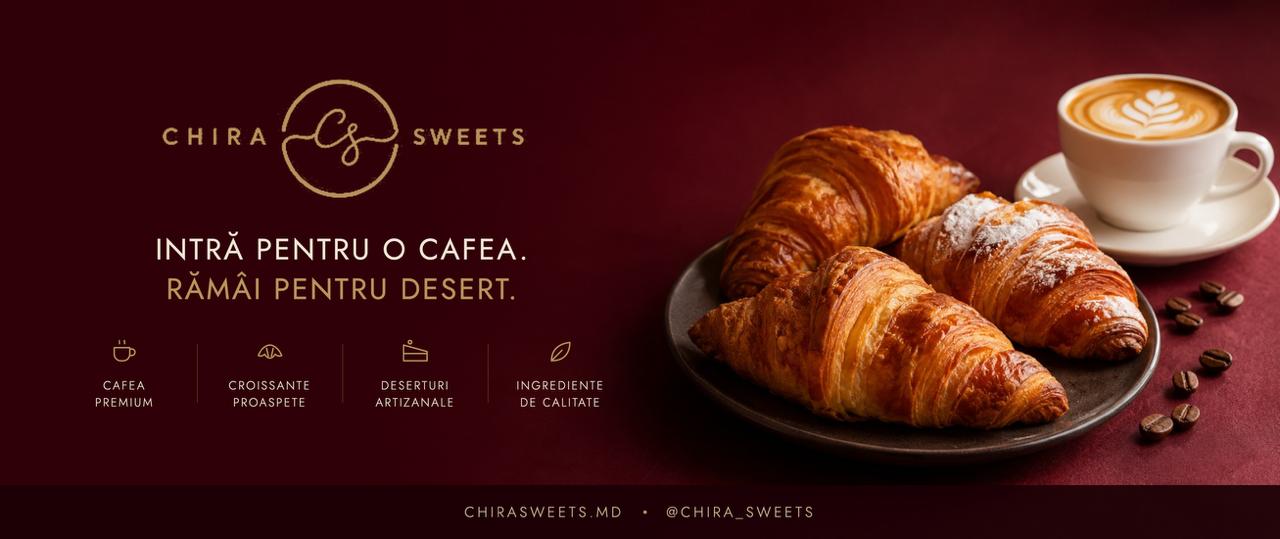 CHIRA CS SWEETS
INTRĂ PENTRU O CAFEA.
RĂMÂI PENTRU DESERT.
CAFEA
PREMIUM
CROISSANTE
PROASPETE
DESERTURI
ARTIZANALE
INGREDIENTE
DE CALITATE
CHIRASWEETS.MD • @CHIRA_SWEETS